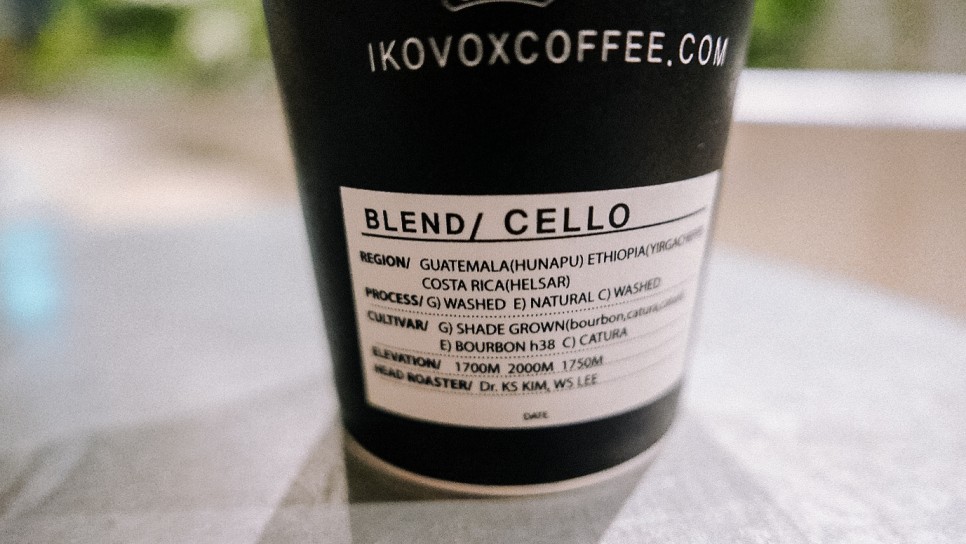 IKOVOXCOFFEE.COM
BLEND/ CELLO
REGION/ GUATEMALA(HUNAPU) ETHIOPIA(YIRGACHEFFE)
COSTA RICA(HELSAR)
PROCESS/ G) WASHED E) NATURAL C) WASHED
CULTIVAR/ G) SHADE GROWN(bourbon,catura,
E) BOURBON h38 C) CATURA
ELEVATION/ 1700M 2000M 1750M
HEAD ROASTER/ Dr. KS KIM, WS LEE
DATE